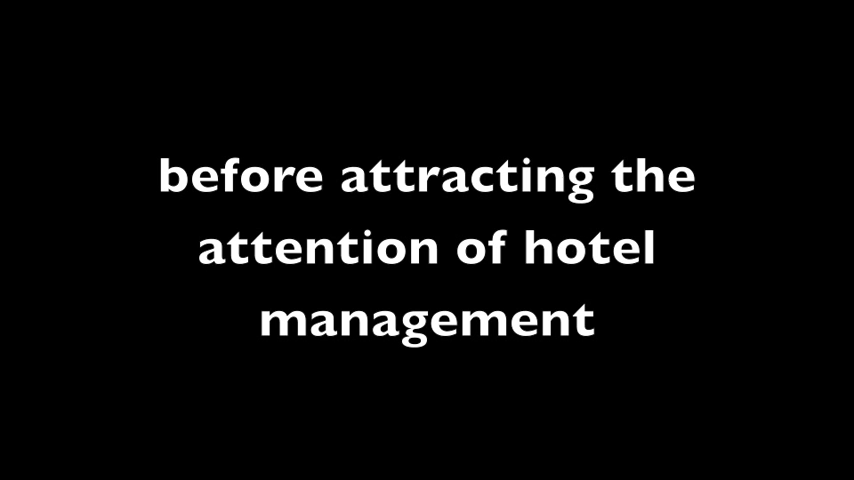 before attracting the
attention of hotel
management